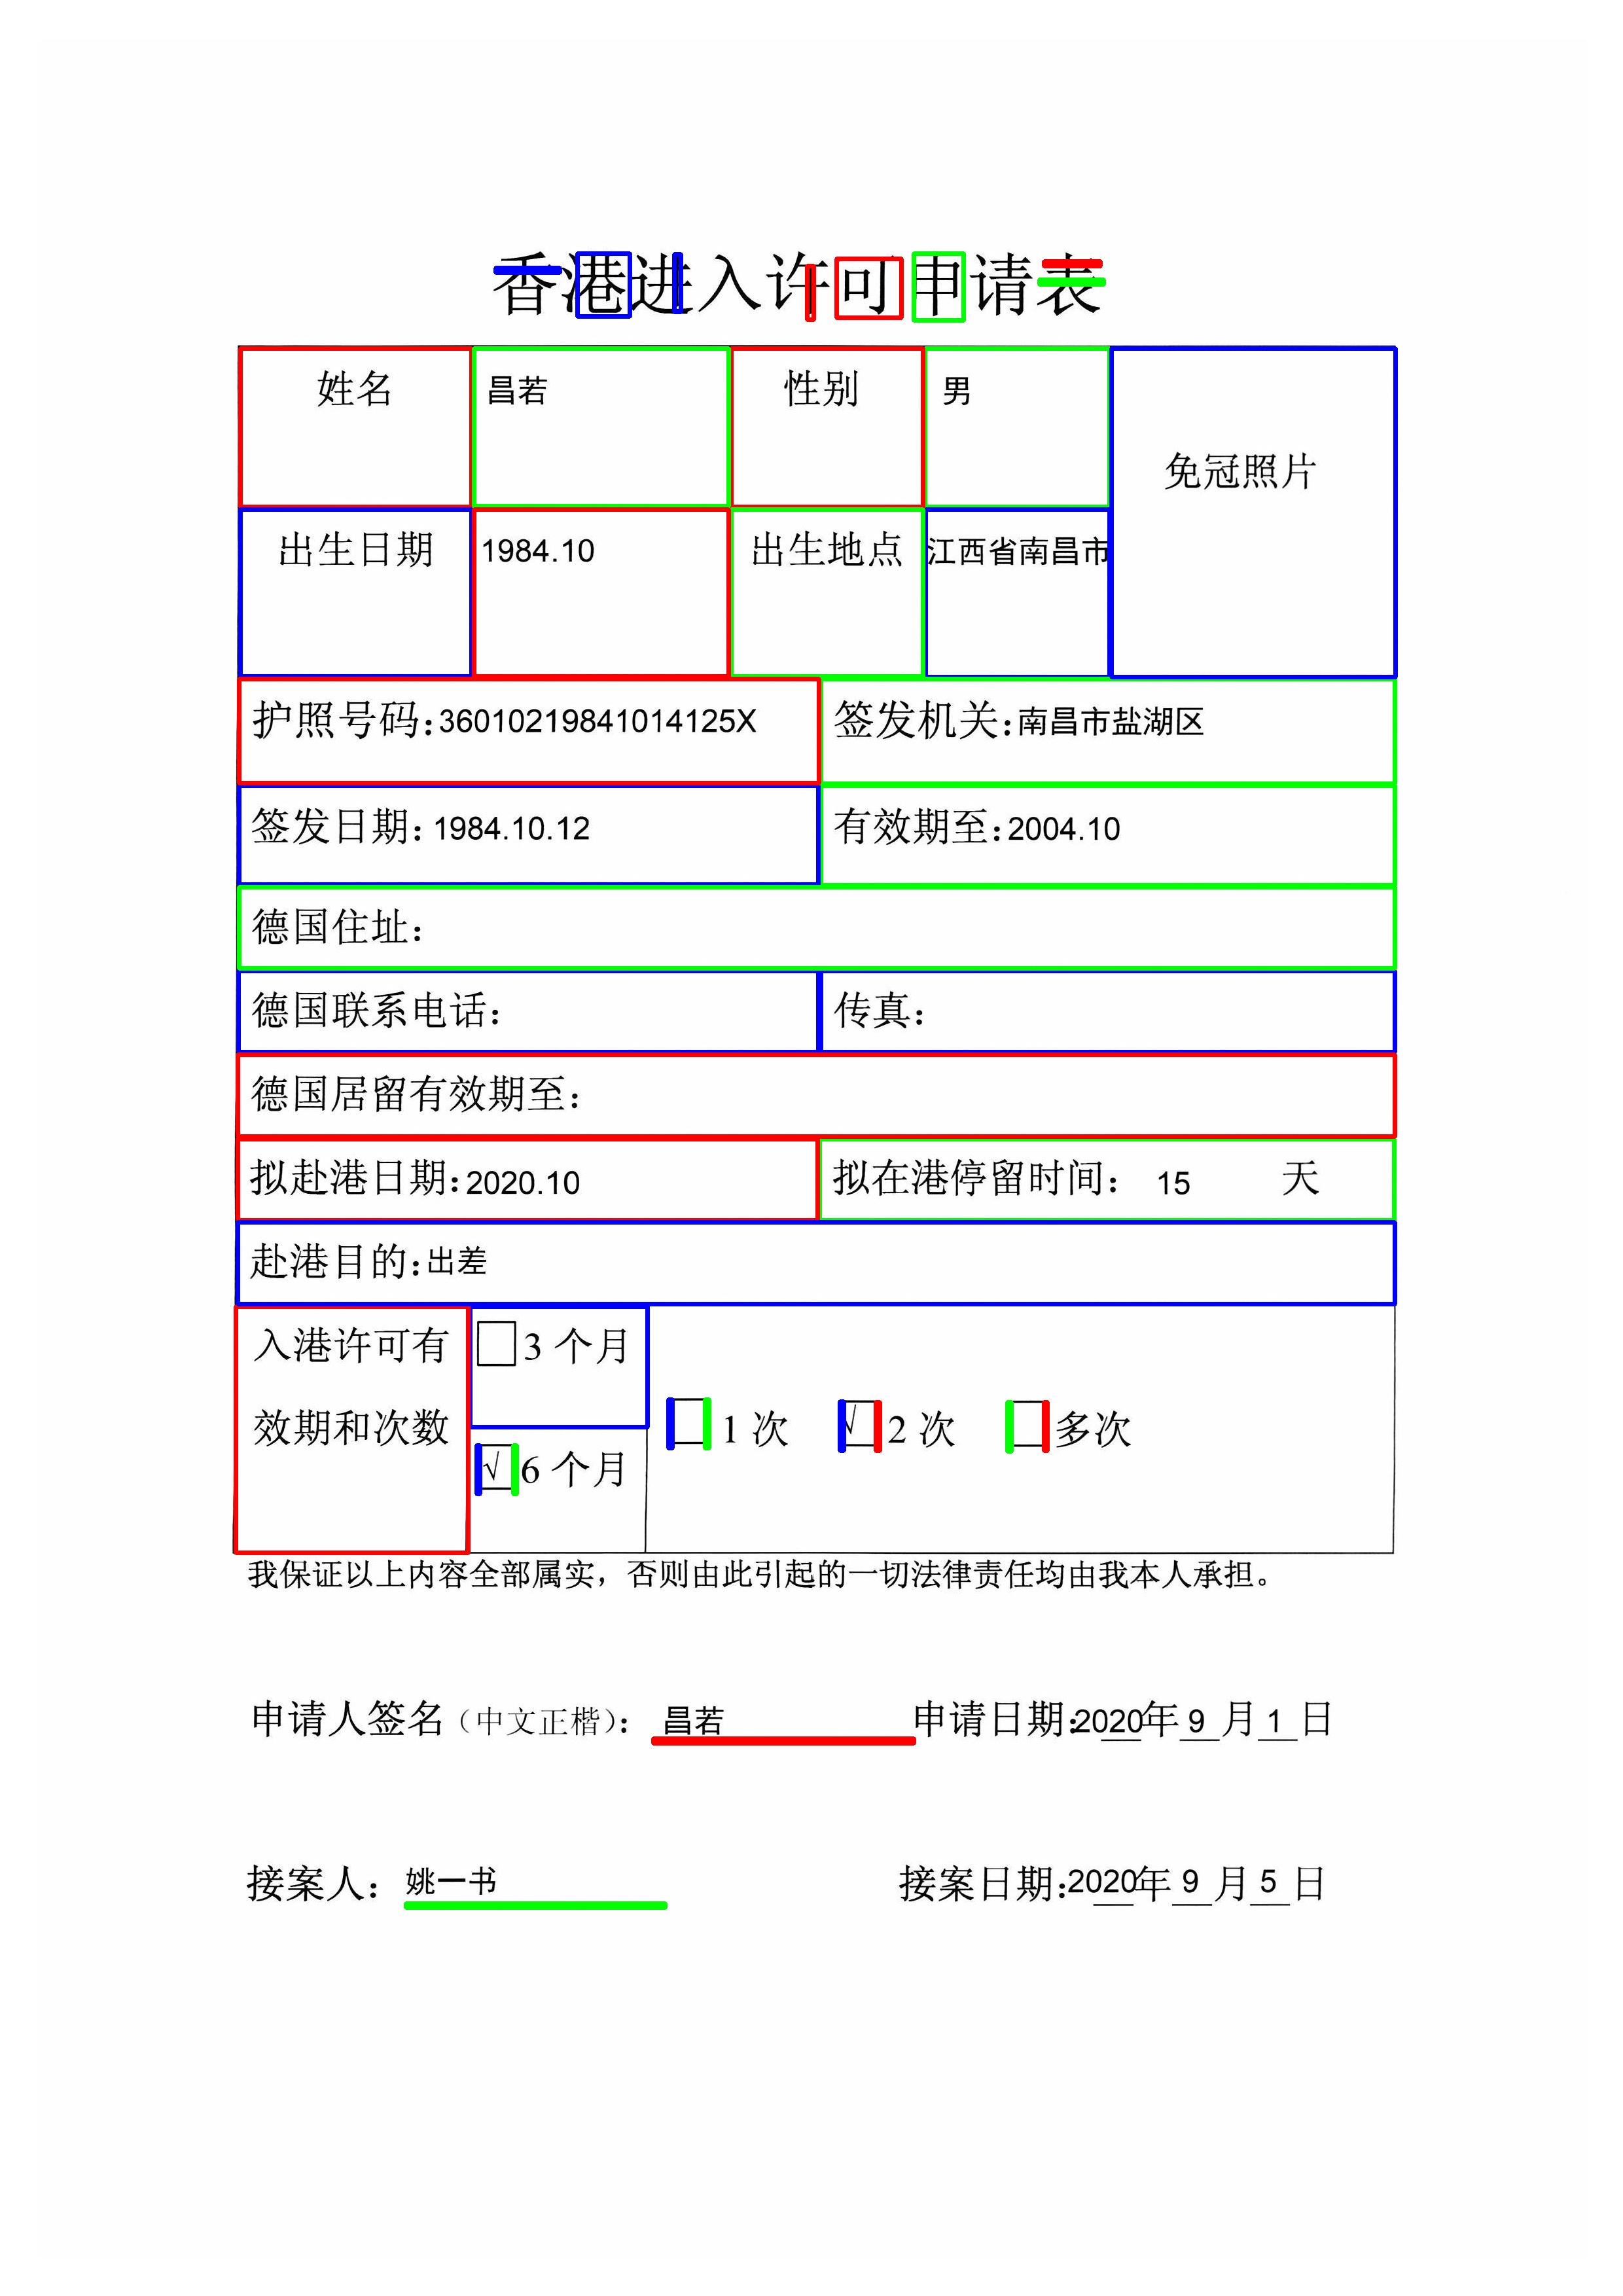 香港进入许可申请表
姓名 昌若 性别 男
免冠照片
出生日期 1984.10 出生地点 江西省南昌市
护照号码:36010219841014125X 签发机关:南昌市盐湖区
签发日期: 1984.10.12 有效期至:2004.10
德国住址:
德国联系电话: 传真:
德国居留有效期至:
拟赴港日期:2020.10 拟在港停留时间: 15 天
赴港目的:出差
入港许可有
效期和次数
□3 个月
√6 个月
□ 1 次 √ 2 次 □ 多次
我保证以上内容全部属实，否则由此引起的一切法律责任均由我本人承担。
申请人签名（中文正楷）: 昌若 申请日期:2020年 9 月 1 日
接案人: 姚一书 接案日期:2020年 9 月 5 日